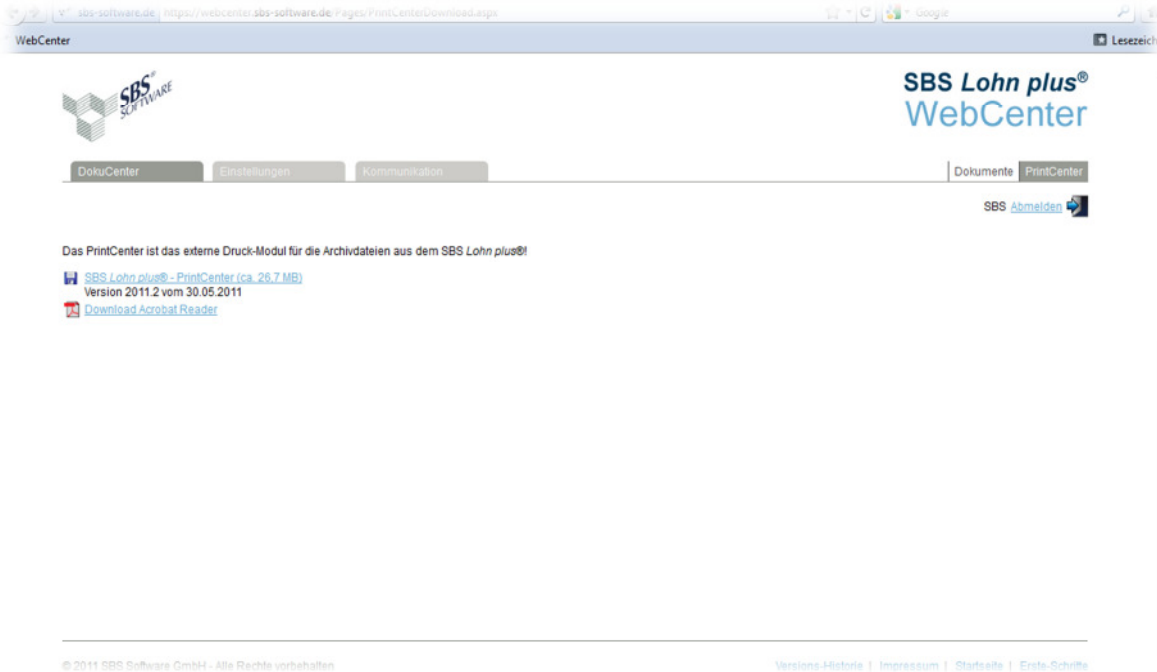 sbs-software.de https://webcenter.sbs-software.de/Pages/PrintCenterDownload.aspx Google
WebCenter Lesezeich
SBS® SOFTWARE
SBS Lohn plus®
WebCenter
DokuCenter Einstellungen Kommunikation Dokumente PrintCenter
SBS Abmelden
Das PrintCenter ist das externe Druck-Modul für die Archivdateien aus dem SBS Lohn plus®!
SBS Lohn plus® - PrintCenter (ca. 26,7 MB)
Version 2011.2 vom 30.05.2011
Download Acrobat Reader
© 2011 SBS Software GmbH - Alle Rechte vorbehalten Versions-Historie | Impressum | Startseite | Erste-Schritte